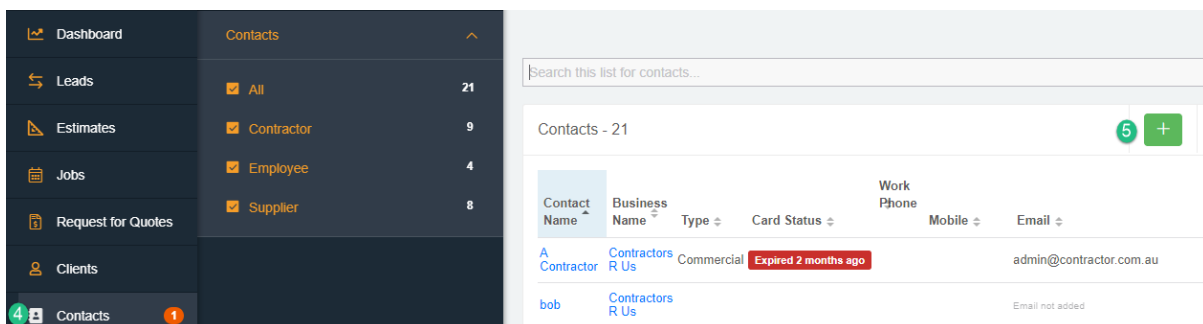 Dashboard
Leads
Estimates
Jobs
Request for Quotes
Clients
4 Contacts 1
Contacts
All 21
Contractor 9
Employee 4
Supplier 8
Search this list for contacts...
Contacts - 21 5 +
Contact Name Business Name Type Card Status Work Phone Mobile Email
A Contractor Contractors R Us Commercial Expired 2 months ago admin@contractor.com.au
bob Contractors R Us Email not added